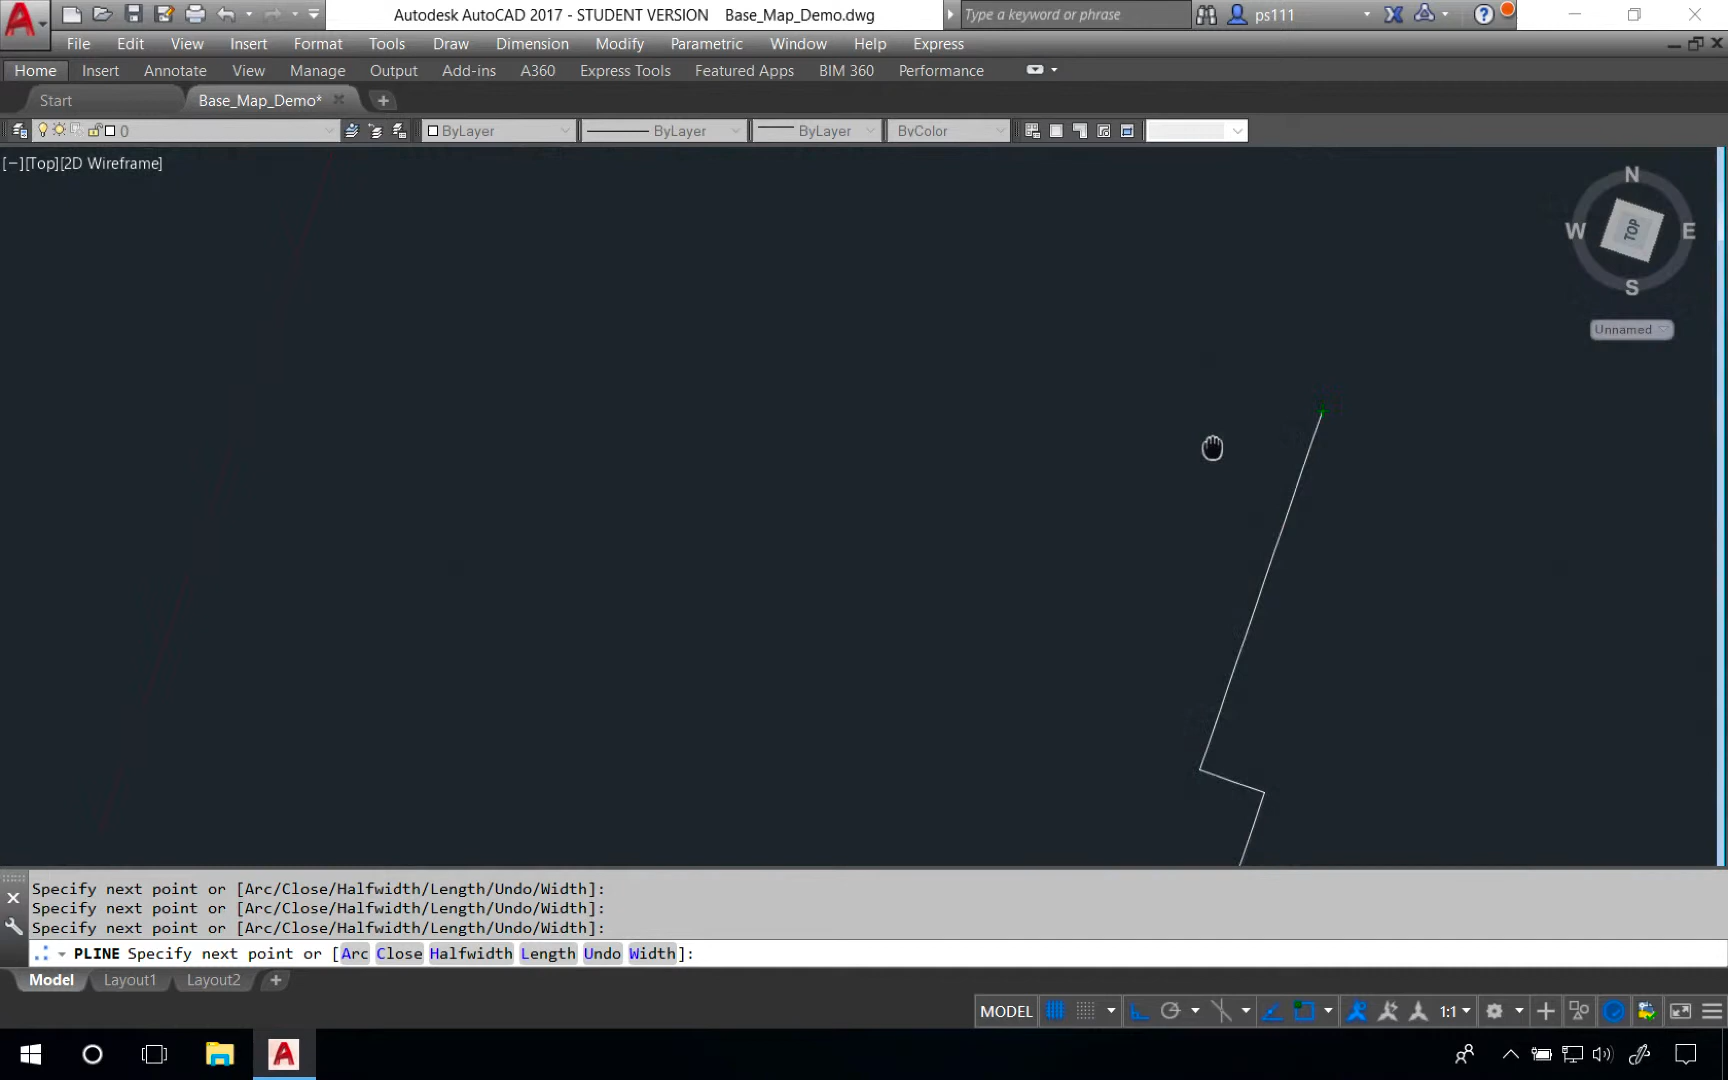 Autodesk AutoCAD 2017 - STUDENT VERSION Base_Map_Demo.dwg
Type a keyword or phrase
ps111
File Edit View Insert Format Tools Draw Dimension Modify Parametric Window Help Express
Home Insert Annotate View Manage Output Add-ins A360 Express Tools Featured Apps BIM 360 Performance
Start Base_Map_Demo*
0 ByLayer ByLayer ByLayer ByColor
[−][Top][2D Wireframe]
N
W TOP E
S
Unnamed
Specify next point or [Arc/Close/Halfwidth/Length/Undo/Width]:
Specify next point or [Arc/Close/Halfwidth/Length/Undo/Width]:
Specify next point or [Arc/Close/Halfwidth/Length/Undo/Width]:
PLINE Specify next point or [Arc Close Halfwidth Length Undo Width]:
Model Layout1 Layout2
MODEL 1:1